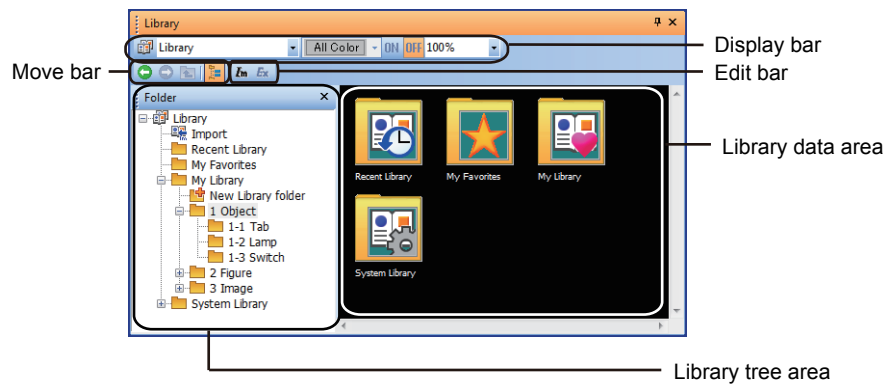 Library
Library
All Color
ON
OFF
100%
Display bar
Move bar
Im
Ex
Edit bar
Folder
Library
Import
Recent Library
My Favorites
My Library
New Library folder
1 Object
1-1 Tab
1-2 Lamp
1-3 Switch
2 Figure
3 Image
System Library
Recent Library
My Favorites
My Library
System Library
Library data area
Library tree area